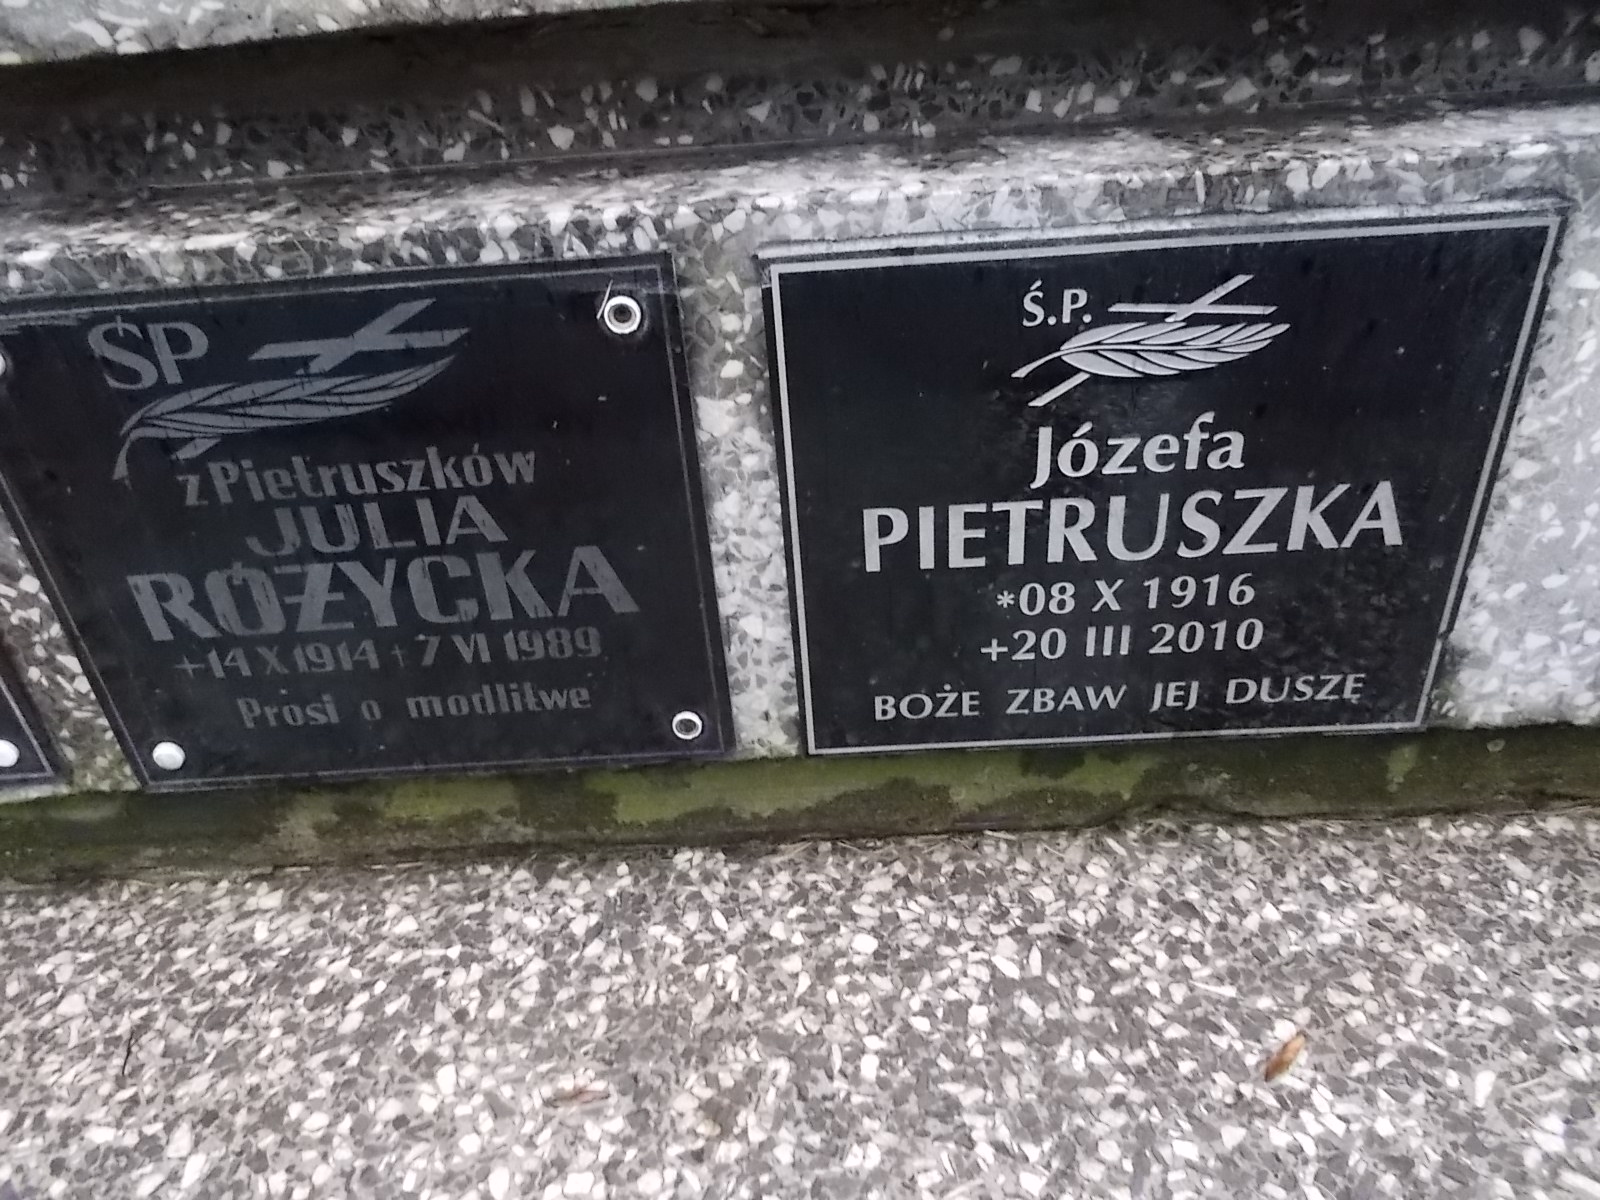 ŚP
z Pietruszków
JULIA
RÓŻYCKA
+14 X 1914 + 7 VI 1989
Prosi o modlitwe
Ś.P.
Józefa
PIETRUSZKA
*08 X 1916
+20 III 2010
BOŻE ZBAW JEJ DUSZĘ